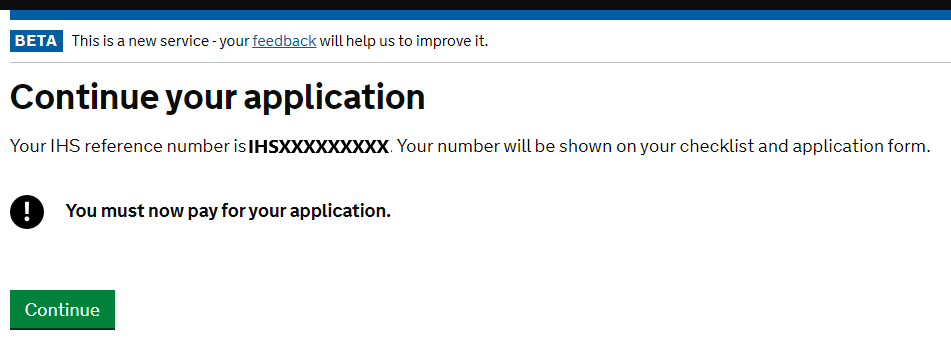 BETA This is a new service - your feedback will help us to improve it.
Continue your application
Your IHS reference number is IHSXXXXXXXXX. Your number will be shown on your checklist and application form.
! You must now pay for your application.
Continue